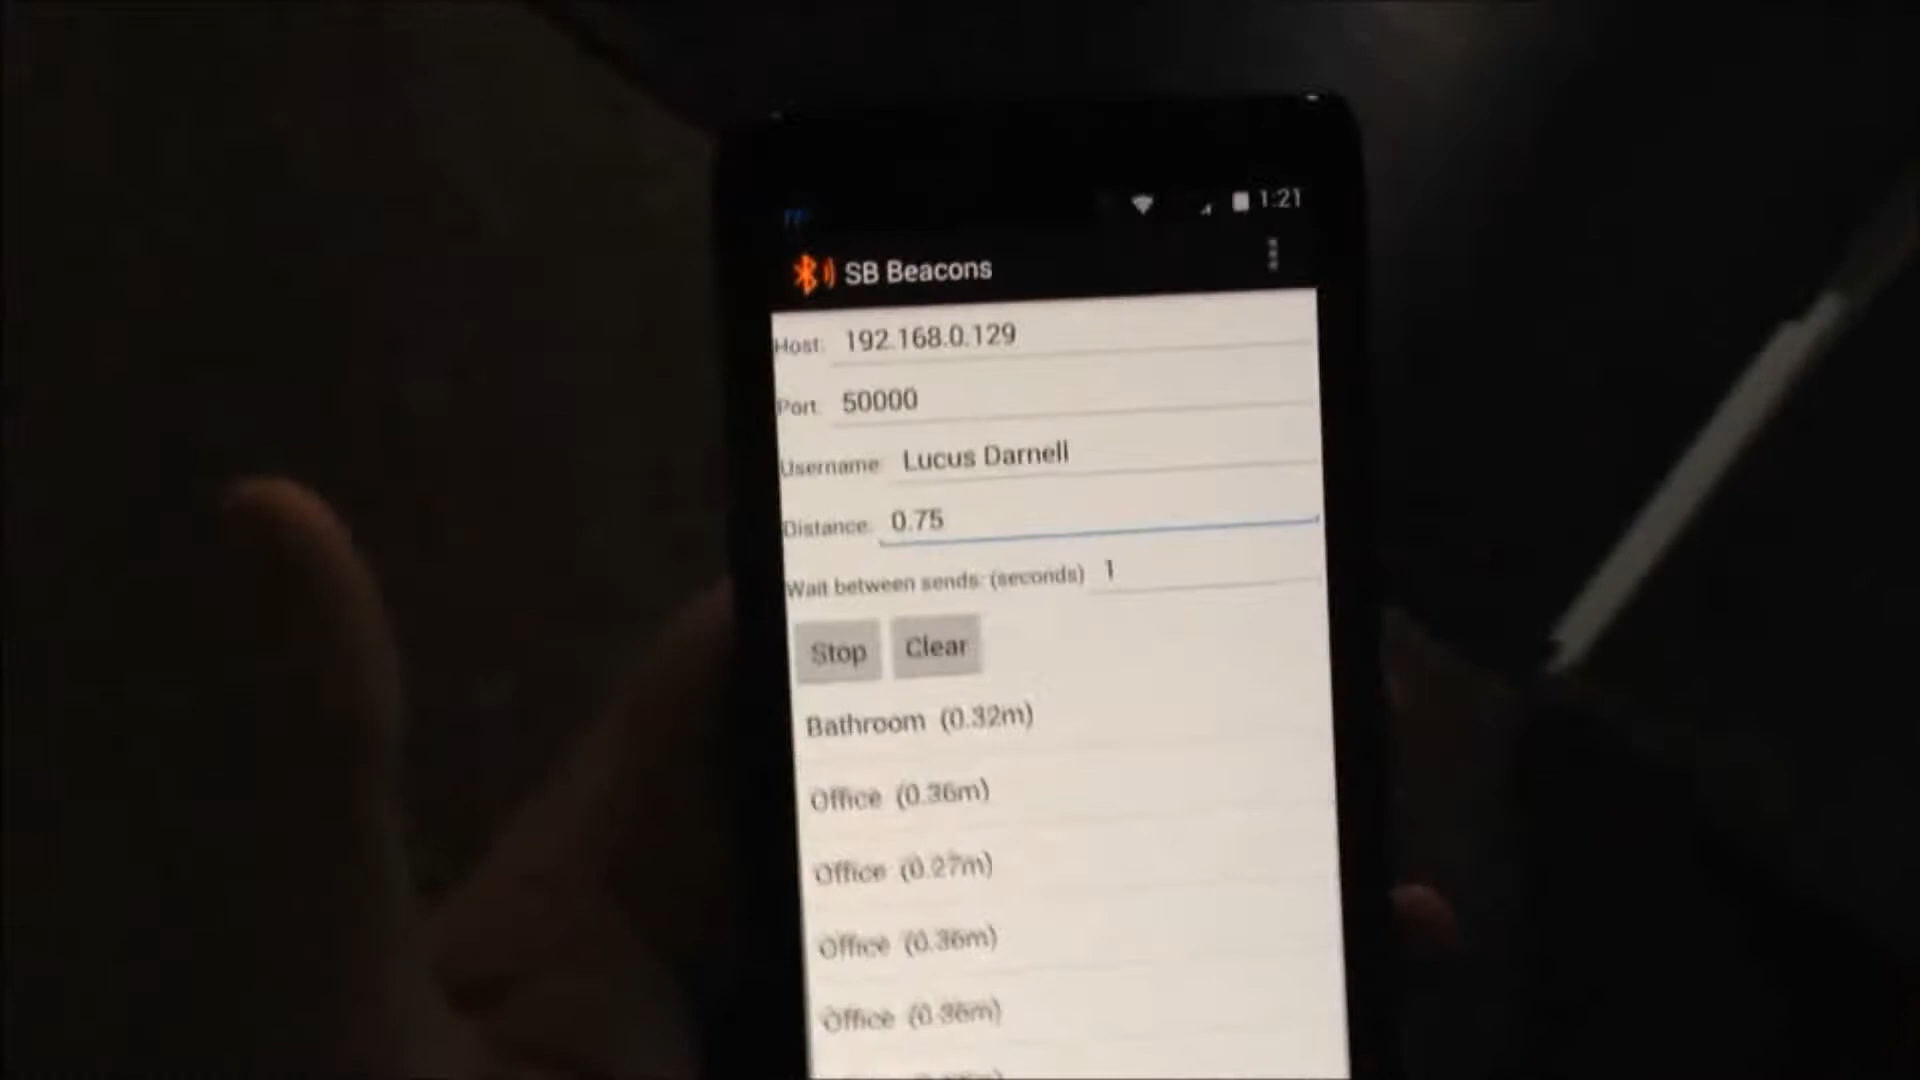 1:21
SB Beacons
Host: 192.168.0.129
Port: 50000
Username: Lucus Darnell
Distance: 0.75
Wait between sends: (seconds) 1
Stop Clear
Bathroom (0.32m)
Office (0.36m)
Office (0.27m)
Office (0.36m)
Office (0.36m)